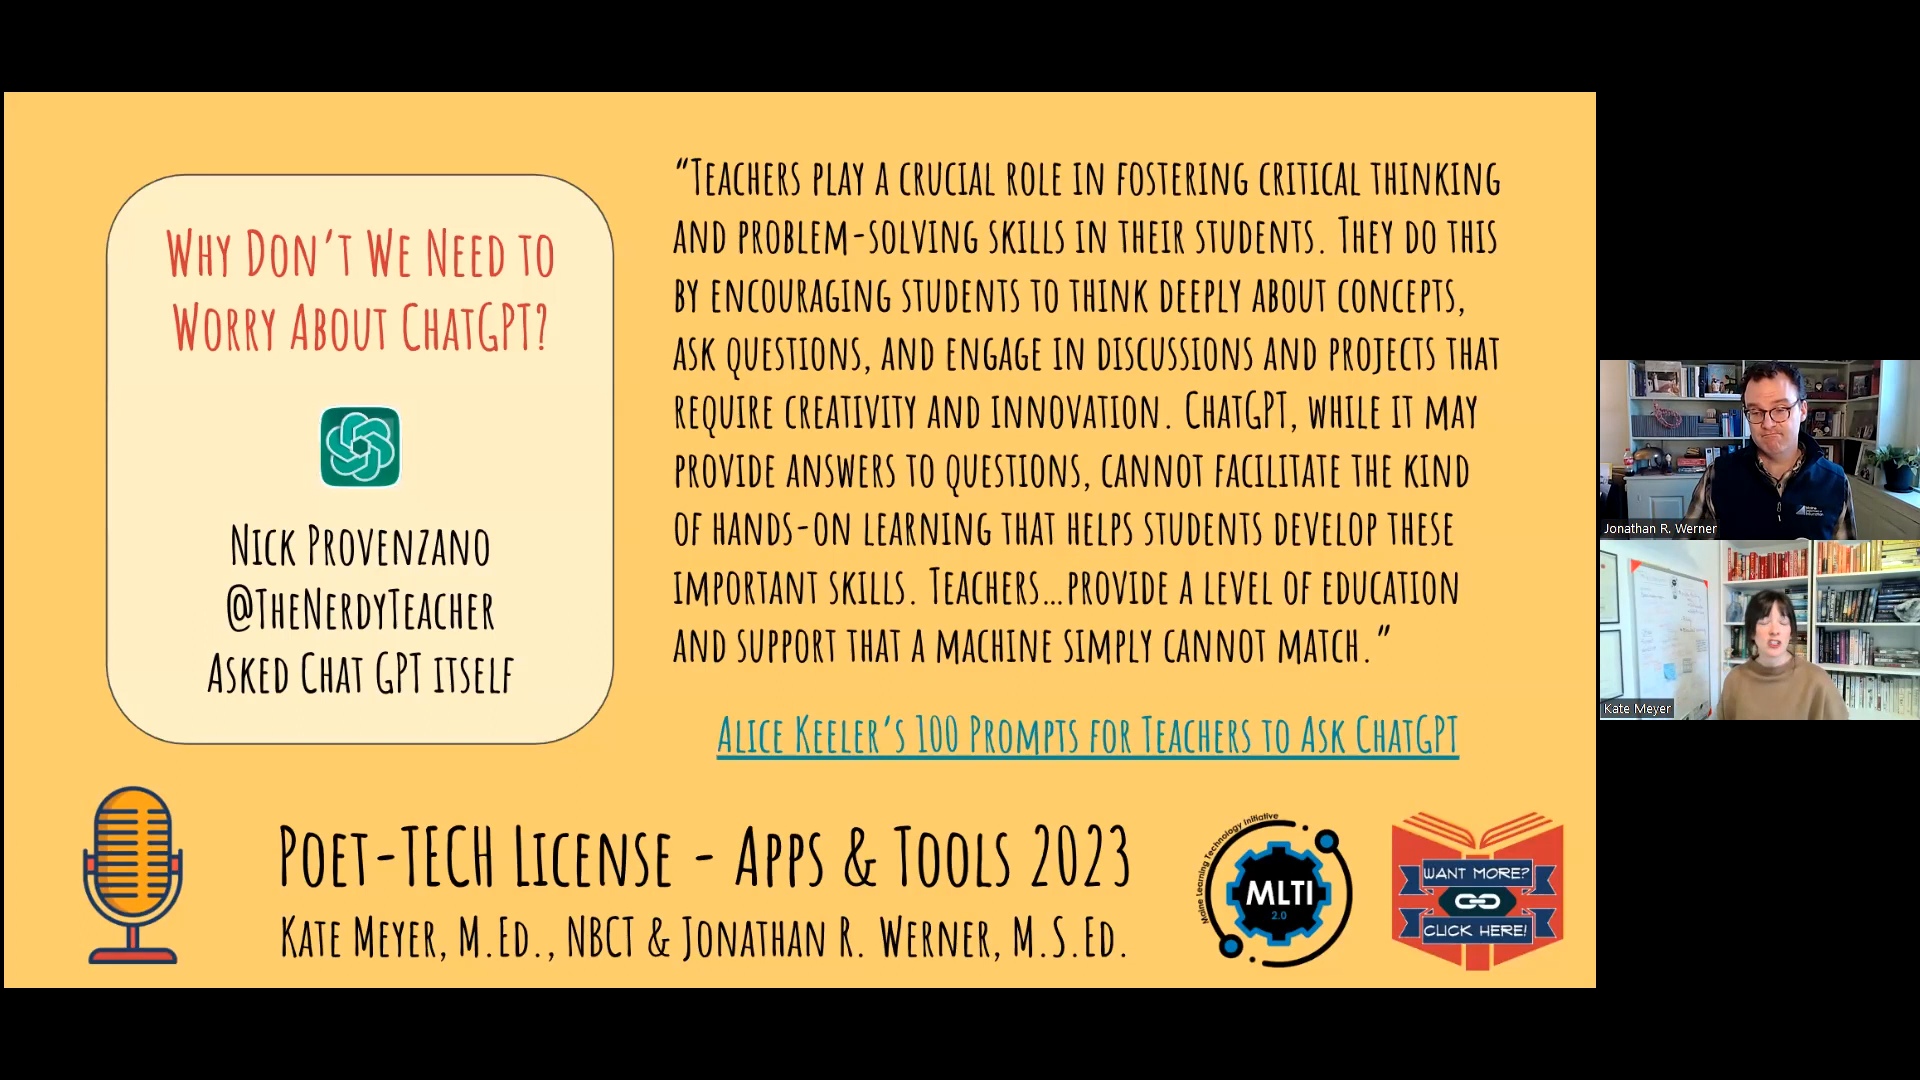 Why Don't We Need to
Worry About ChatGPT?
Nick Provenzano
@TheNerdyTeacher
Asked Chat GPT itself
"Teachers play a crucial role in fostering critical thinking
and problem-solving skills in their students. They do this
by encouraging students to think deeply about concepts,
ask questions, and engage in discussions and projects that
require creativity and innovation. ChatGPT, while it may
provide answers to questions, cannot facilitate the kind
of hands-on learning that helps students develop these
important skills. Teachers...provide a level of education
and support that a machine simply cannot match."
Alice Keeler's 100 Prompts for Teachers to Ask ChatGPT
Poet-TECH License - Apps & Tools 2023
Kate Meyer, M.Ed., NBCT & Jonathan R. Werner, M.S.Ed.
Maine Learning Technology Initiative
MLTI
2.0
WANT MORE?
CLICK HERE!
Jonathan R. Werner
Kate Meyer